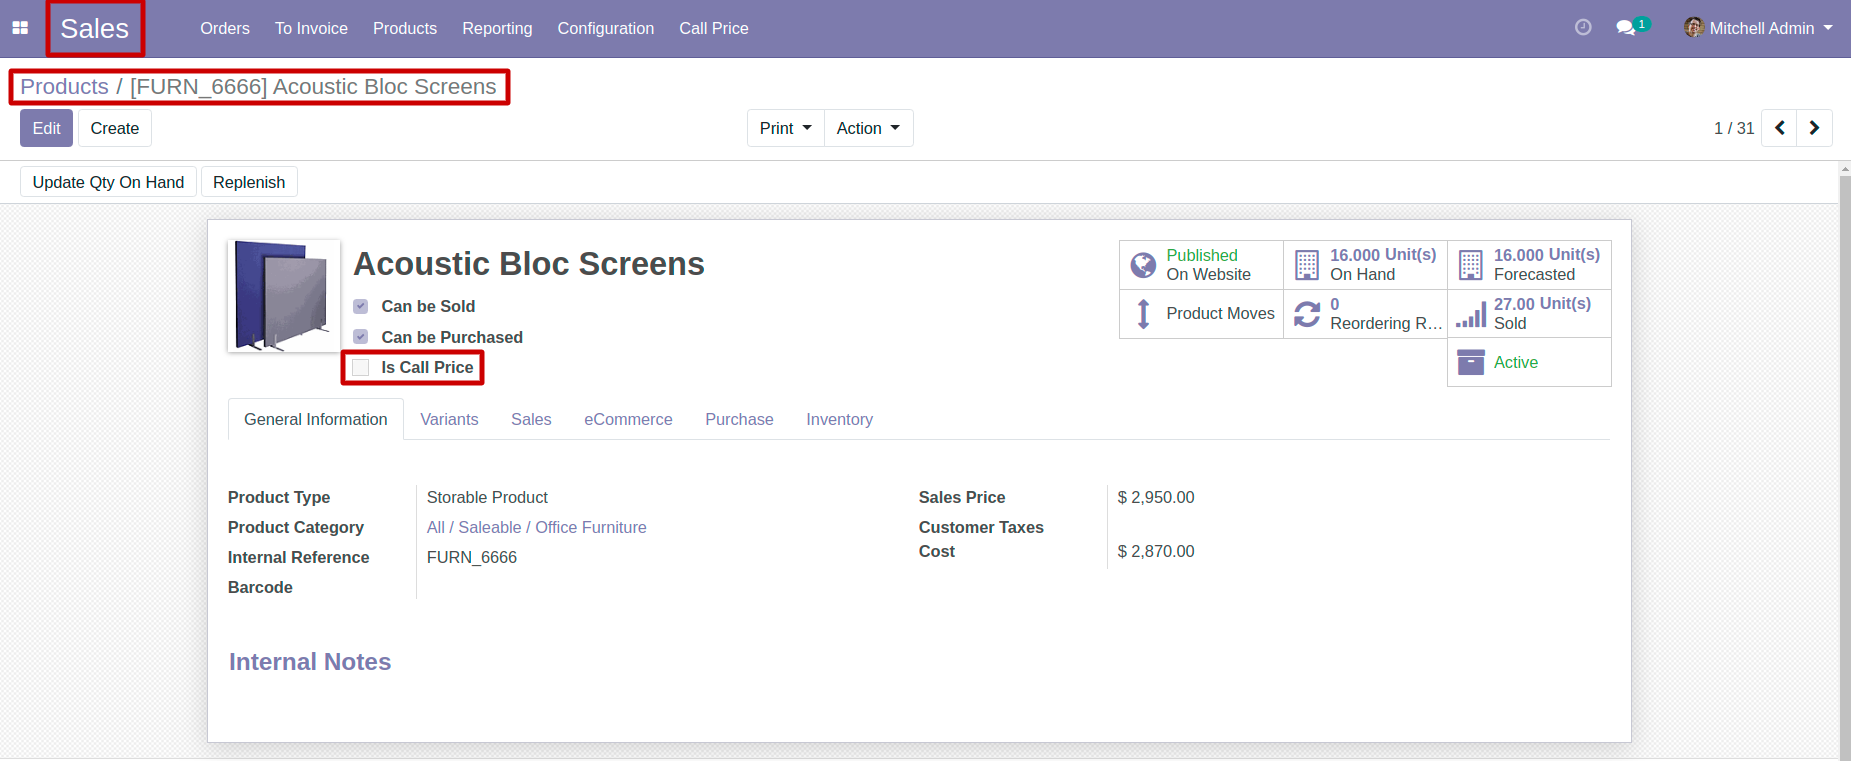 Sales Orders To Invoice Products Reporting Configuration Call Price 1 Mitchell Admin
Products / [FURN_6666] Acoustic Bloc Screens
Edit Create Print Action 1 / 31
Update Qty On Hand Replenish
Acoustic Bloc Screens
Can be Sold
Can be Purchased
Is Call Price
Published
On Website
16.000 Unit(s)
On Hand
16.000 Unit(s)
Forecasted
Product Moves
0
Reordering R...
27.00 Unit(s)
Sold
Active
General Information Variants Sales eCommerce Purchase Inventory
Product Type Storable Product
Product Category All / Saleable / Office Furniture
Internal Reference FURN_6666
Barcode
Sales Price $ 2,950.00
Customer Taxes
Cost $ 2,870.00
Internal Notes